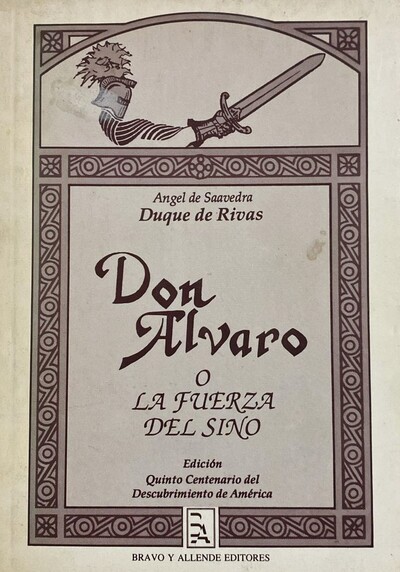 Angel de Saavedra
Duque de Rivas
Don
Alvaro
O
LA FUERZA
DEL SINO
Edición
Quinto Centenario del
Descubrimiento de América
BRAVO Y ALLENDE EDITORES